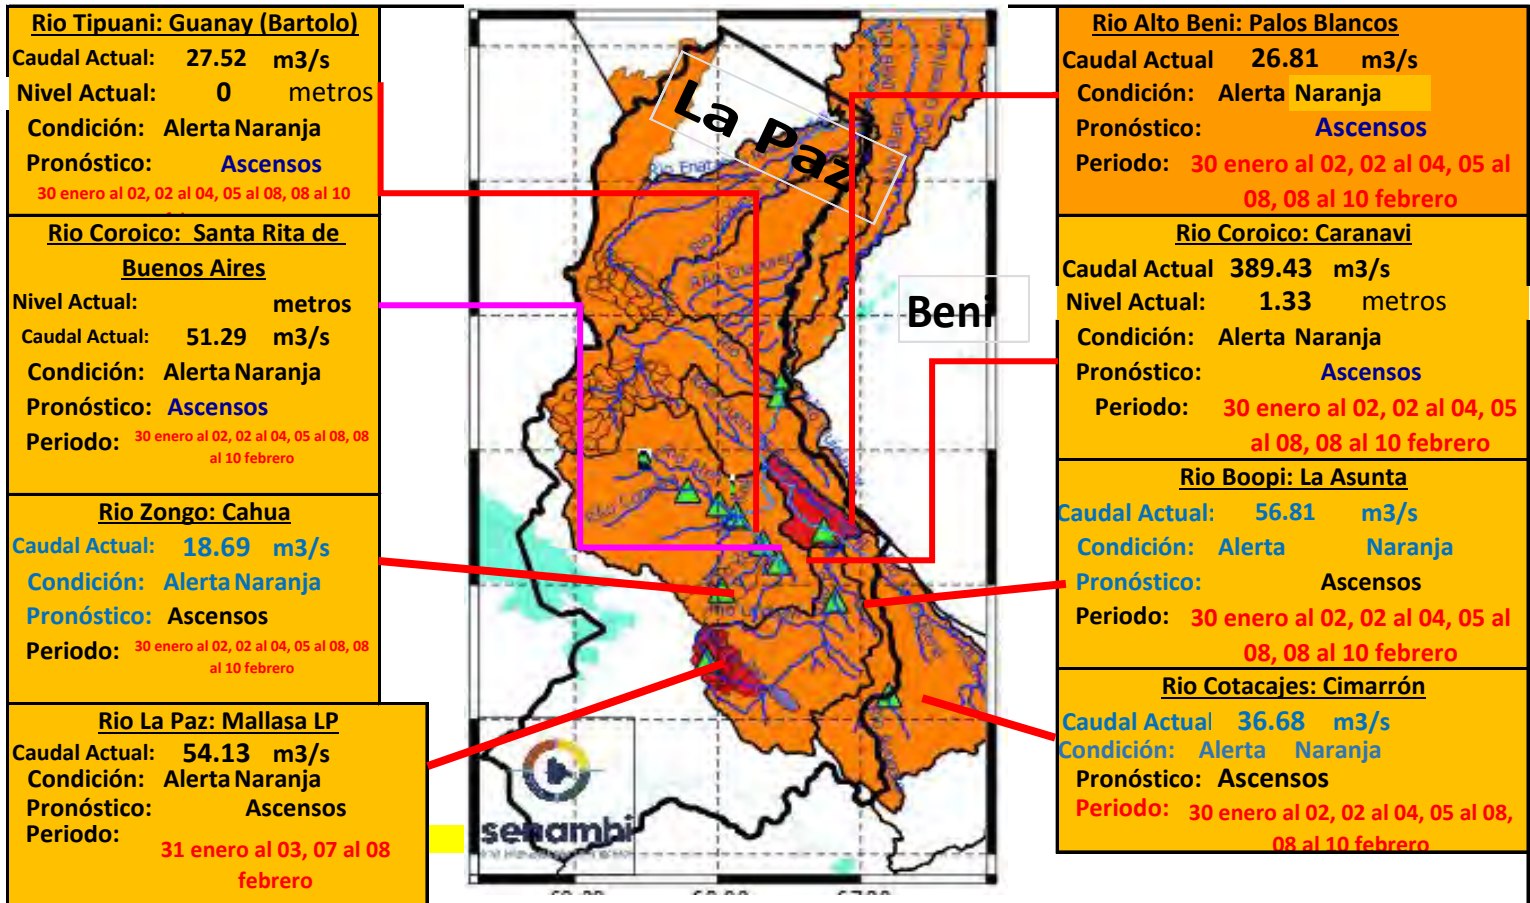 Rio Tipuani: Guanay (Bartolo)
Caudal Actual: 27.52 m3/s
Nivel Actual: 0 metros
Condición: Alerta Naranja
Pronóstico: Ascensos
30 enero al 02, 02 al 04, 05 al 08, 08 al 10
Rio Coroico: Santa Rita de
Buenos Aires
Nivel Actual: metros
Caudal Actual: 51.29 m3/s
Condición: Alerta Naranja
Pronóstico: Ascensos
Periodo: 30 enero al 02, 02 al 04, 05 al 08, 08
al 10 febrero
Rio Zongo: Cahua
Caudal Actual: 18.69 m3/s
Condición: Alerta Naranja
Pronóstico: Ascensos
Periodo: 30 enero al 02, 02 al 04, 05 al 08, 08
al 10 febrero
Rio La Paz: Mallasa LP
Caudal Actual: 54.13 m3/s
Condición: Alerta Naranja
Pronóstico: Ascensos
Periodo:
31 enero al 03, 07 al 08
febrero
La Paz
Beni
senamhi
Rio Alto Beni: Palos Blancos
Caudal Actual 26.81 m3/s
Condición: Alerta Naranja
Pronóstico: Ascensos
Periodo: 30 enero al 02, 02 al 04, 05 al
08, 08 al 10 febrero
Rio Coroico: Caranavi
Caudal Actual 389.43 m3/s
Nivel Actual: 1.33 metros
Condición: Alerta Naranja
Pronóstico: Ascensos
Periodo: 30 enero al 02, 02 al 04, 05
al 08, 08 al 10 febrero
Rio Boopi: La Asunta
Caudal Actual: 56.81 m3/s
Condición: Alerta Naranja
Pronóstico: Ascensos
Periodo: 30 enero al 02, 02 al 04, 05 al
08, 08 al 10 febrero
Rio Cotacajes: Cimarrón
Caudal Actual 36.68 m3/s
Condición: Alerta Naranja
Pronóstico: Ascensos
Periodo: 30 enero al 02, 02 al 04, 05 al 08,
08 al 10 febrero